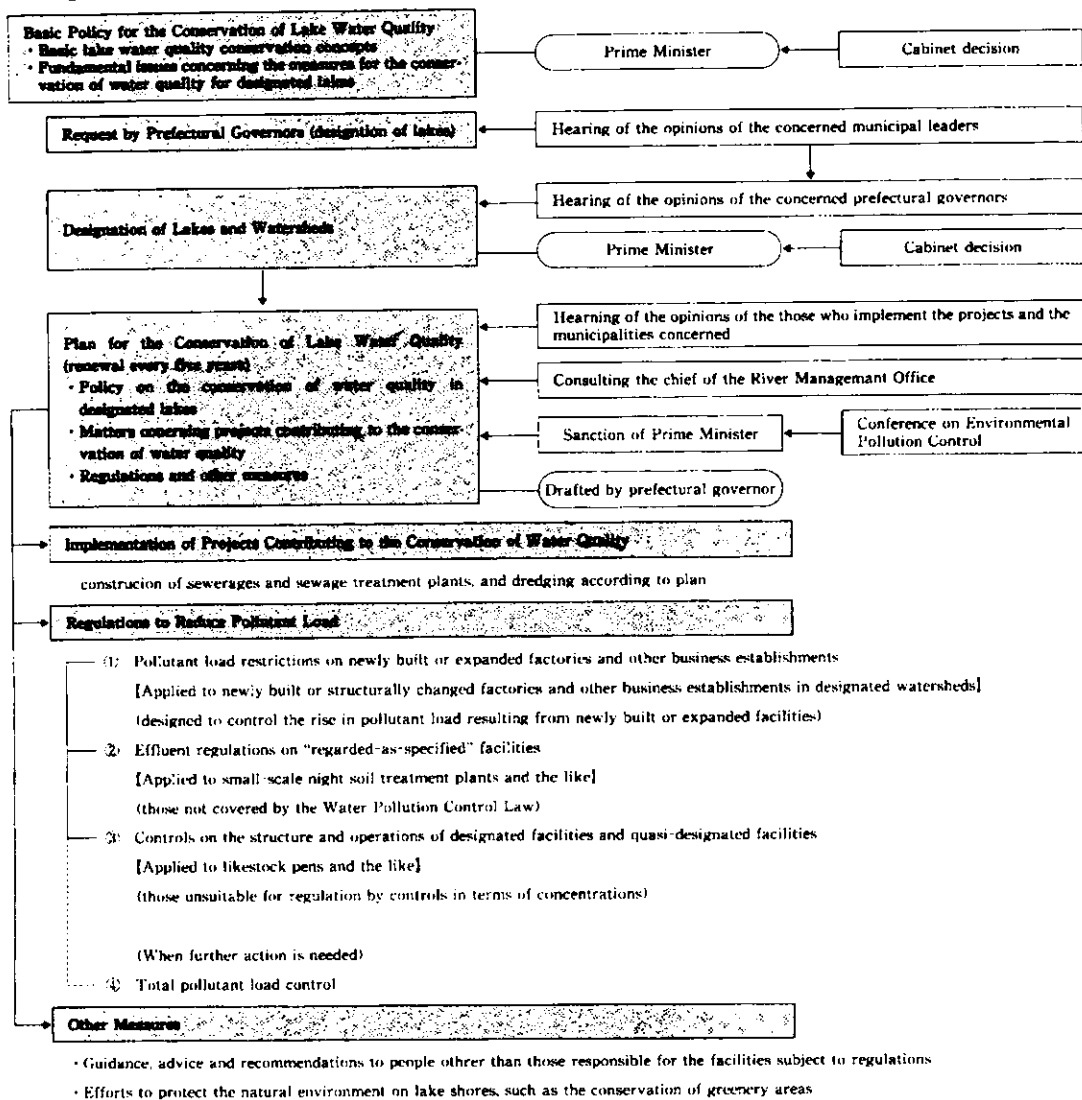 Basic Policy for the Conservation of Lake Water Quality
· Basic lake water quality conservation concepts
· Fundamental issues concerning the measures for the conser-
vation of water quality for designated lakes
Prime Minister
Cabinet decision
Request by Prefectural Governors (designtion of lakes)
Hearing of the opinions of the concerned municipal leaders
Hearing of the opinions of the concerned prefectural governors
Designation of Lakes and Watersheds
Prime Minister
Cabinet decision
Hearning of the opinions of the those who implement the projects and the
municipalities concerned
Plan for the Conservation of Lake Water Quality
(renewal every five years)
· Policy on the conservation of water quality in
designated lakes
· Matters concerning projects contributing to the conser-
vation of water quality
· Regulations and other measures
Consulting the chief of the River Managemant Office
Sanction of Prime Minister
Conference on Environmental
Pollution Control
Drafted by prefectural governor
Implementation of Projects Contributing to the Conservation of Water Quality
construcion of sewerages and sewage treatment plants, and dredging according to plan
Regulations to Reduce Pollutant Load
(1) Pollutant load restrictions on newly built or expanded factories and other business establishments
[Applied to newly built or structurally changed factories and other business establishments in designated watersheds]
(designed to control the rise in pollutant load resulting from newly built or expanded facilities)
(2) Effluent regulations on "regarded-as-specified" facilities
[Applied to small-scale night soil treatment plants and the like]
(those not covered by the Water Pollution Control Law)
(3) Controls on the structure and operations of designated facilities and quasi-designated facilities
[Applied to likestock pens and the like]
(those unsuitable for regulation by controls in terms of concentrations)
(When further action is needed)
(4) Total pollutant load control
Other Measures
· Guidance, advice and recommendations to people othrer than those responsible for the facilities subject to regulations
· Efforts to protect the natural environment on lake shores, such as the conservation of greenery areas